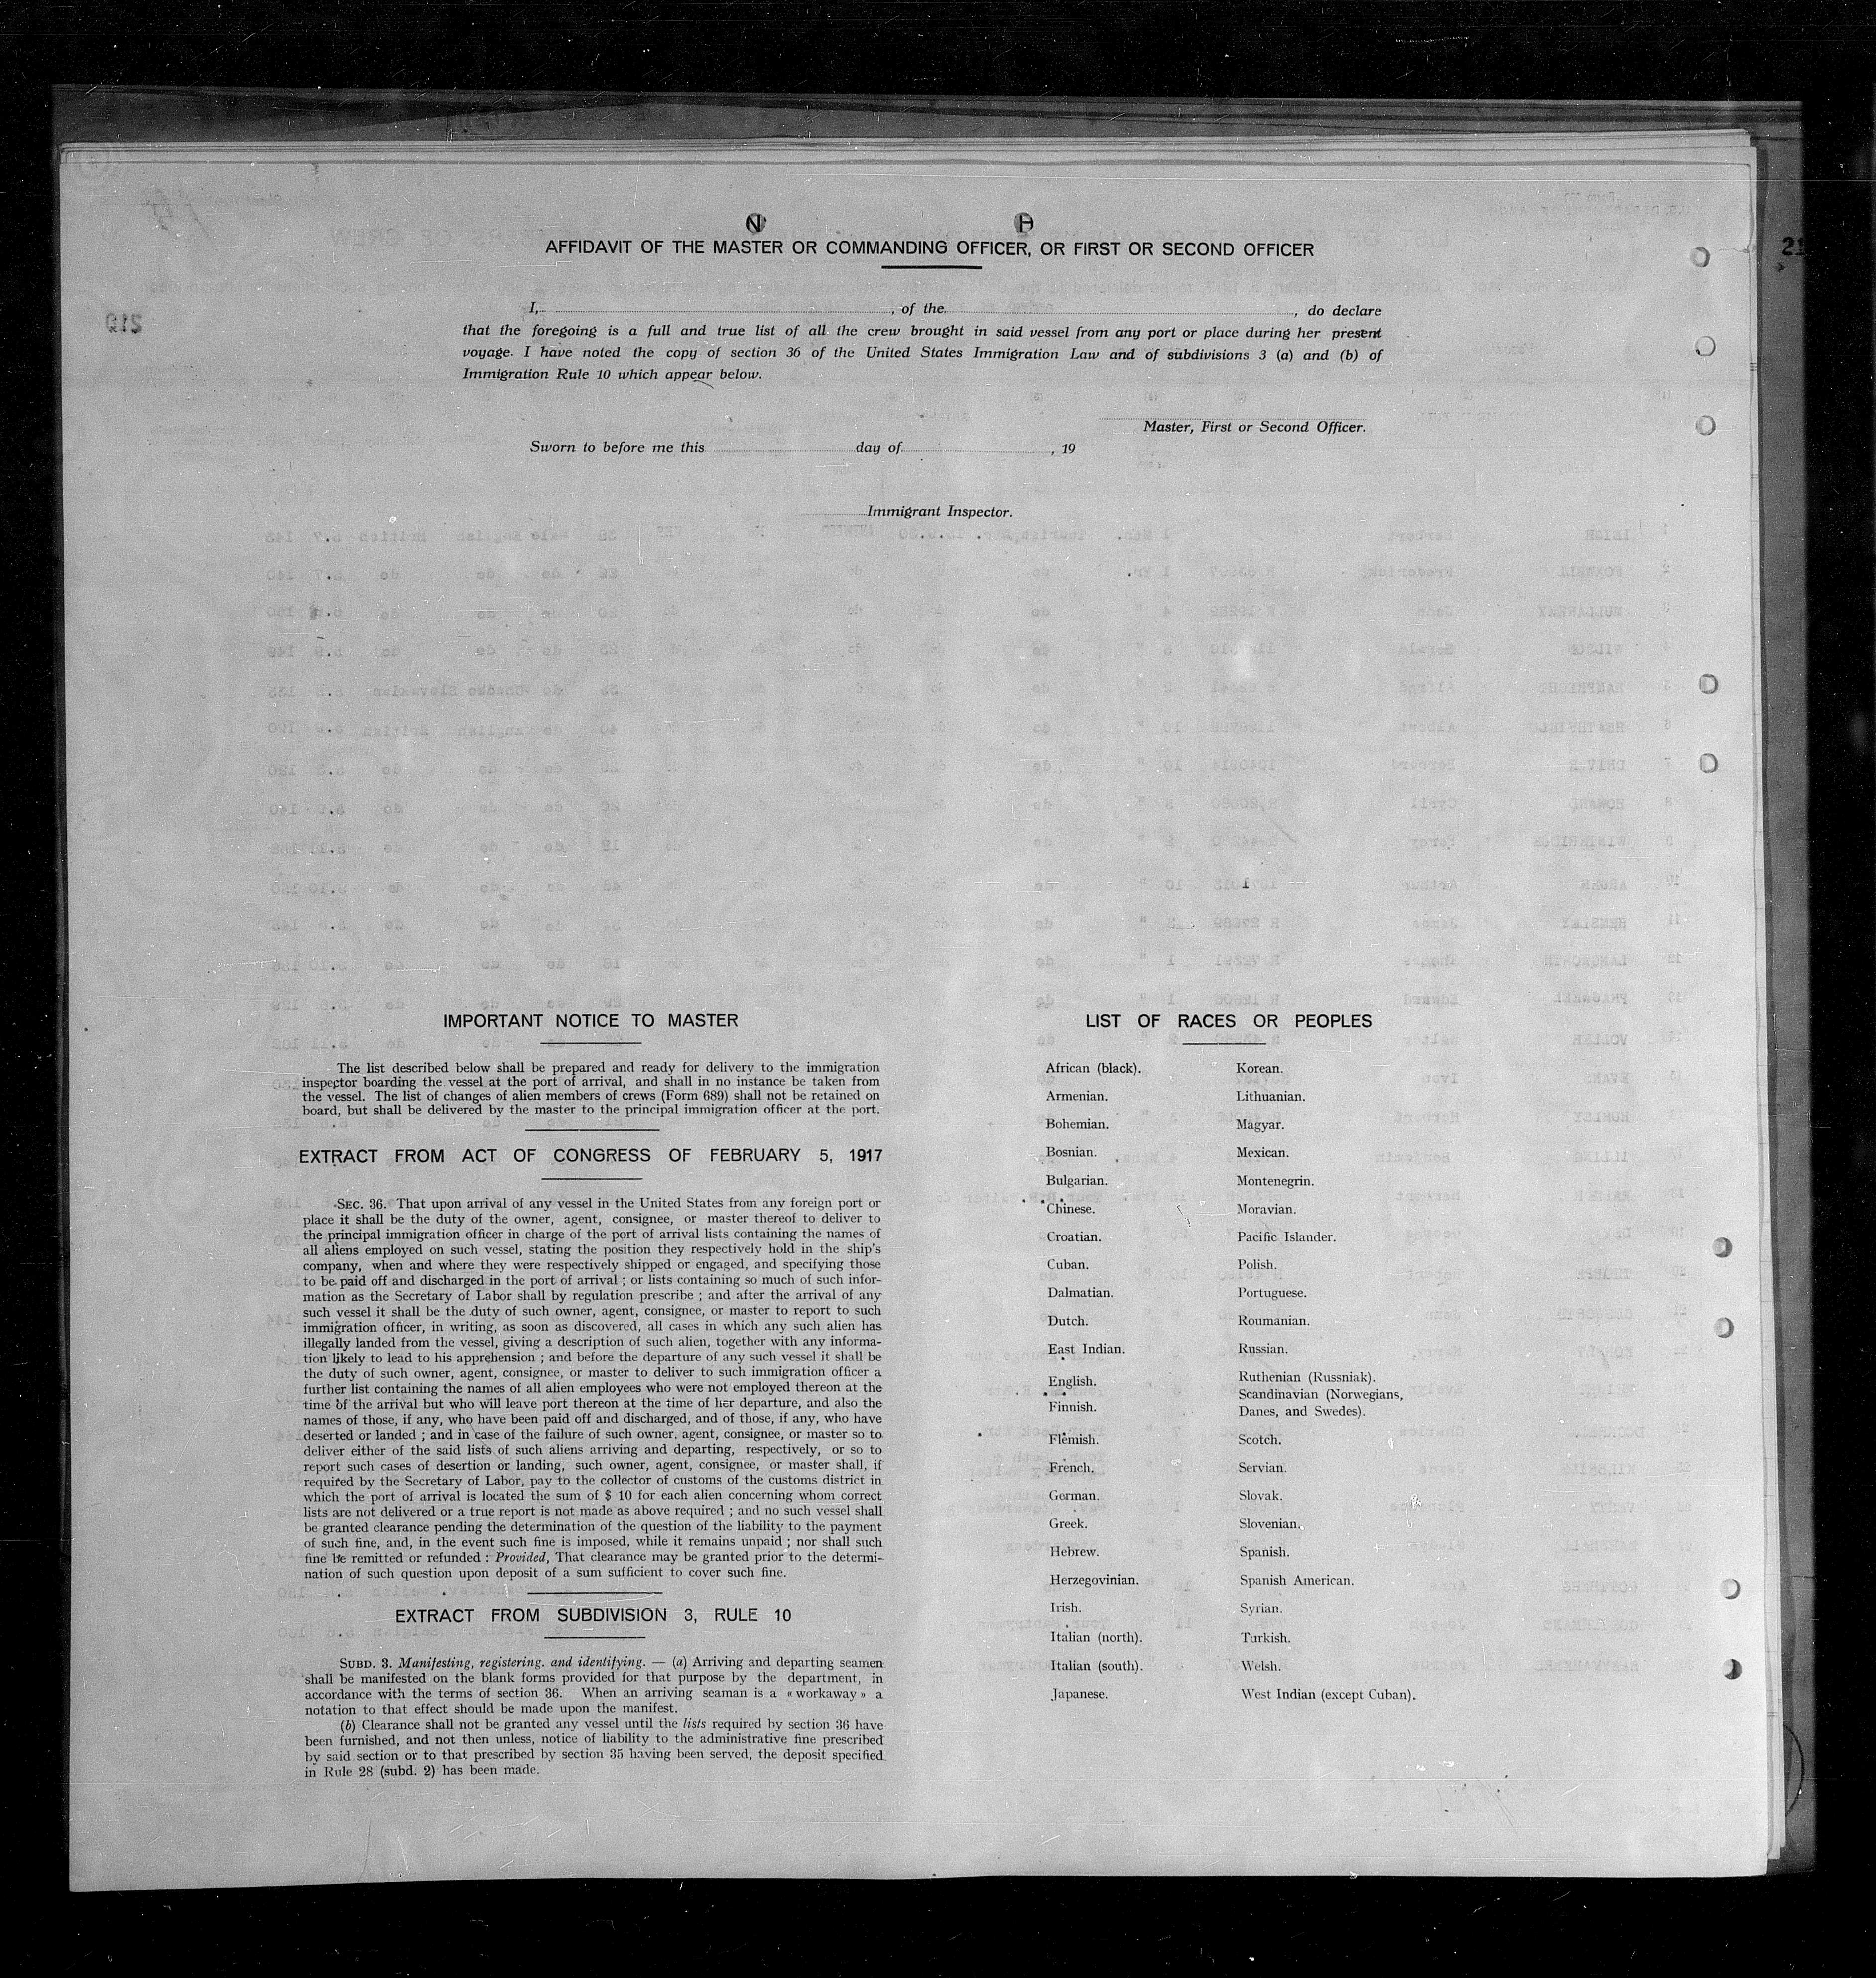 N H
AFFIDAVIT OF THE MASTER OR COMMANDING OFFICER, OR FIRST OR SECOND OFFICER
21
I, , of the , do declare
that the foregoing is a full and true list of all the crew brought in said vessel from any port or place during her present
voyage. I have noted the copy of section 36 of the United States Immigration Law and of subdivisions 3 (a) and (b) of
Immigration Rule 10 which appear below.
Master, First or Second Officer.
Sworn to before me this day of , 19
Immigrant Inspector.
IMPORTANT NOTICE TO MASTER
The list described below shall be prepared and ready for delivery to the immigration
inspector boarding the vessel at the port of arrival, and shall in no instance be taken from
the vessel. The list of changes of alien members of crews (Form 689) shall not be retained on
board, but shall be delivered by the master to the principal immigration officer at the port.
EXTRACT FROM ACT OF CONGRESS OF FEBRUARY 5, 1917
SEC. 36. That upon arrival of any vessel in the United States from any foreign port or
place it shall be the duty of the owner, agent, consignee, or master thereof to deliver to
the principal immigration officer in charge of the port of arrival lists containing the names of
all aliens employed on such vessel, stating the position they respectively hold in the ship's
company, when and where they were respectively shipped or engaged, and specifying those
to be paid off and discharged in the port of arrival ; or lists containing so much of such infor-
mation as the Secretary of Labor shall by regulation prescribe ; and after the arrival of any
such vessel it shall be the duty of such owner, agent, consignee, or master to report to such
immigration officer, in writing, as soon as discovered, all cases in which any such alien has
illegally landed from the vessel, giving a description of such alien, together with any informa-
tion likely to lead to his apprehension ; and before the departure of any such vessel it shall be
the duty of such owner, agent, consignee, or master to deliver to such immigration officer a
further list containing the names of all alien employees who were not employed thereon at the
time of the arrival but who will leave port thereon at the time of her departure, and also the
names of those, if any, who have been paid off and discharged, and of those, if any, who have
deserted or landed ; and in case of the failure of such owner, agent, consignee, or master so to
deliver either of the said lists of such aliens arriving and departing, respectively, or so to
report such cases of desertion or landing, such owner, agent, consignee, or master shall, if
required by the Secretary of Labor, pay to the collector of customs of the customs district in
which the port of arrival is located the sum of $ 10 for each alien concerning whom correct
lists are not delivered or a true report is not made as above required ; and no such vessel shall
be granted clearance pending the determination of the question of the liability to the payment
of such fine, and, in the event such fine is imposed, while it remains unpaid ; nor shall such
fine be remitted or refunded : Provided, That clearance may be granted prior to the determi-
nation of such question upon deposit of a sum sufficient to cover such fine.
EXTRACT FROM SUBDIVISION 3, RULE 10
SUBD. 3. Manifesting, registering, and identifying. — (a) Arriving and departing seamen
shall be manifested on the blank forms provided for that purpose by the department, in
accordance with the terms of section 36. When an arriving seaman is a « workaway » a
notation to that effect should be made upon the manifest.
(b) Clearance shall not be granted any vessel until the lists required by section 36 have
been furnished, and not then unless, notice of liability to the administrative fine prescribed
by said section or to that prescribed by section 35 having been served, the deposit specified
in Rule 28 (subd. 2) has been made.
LIST OF RACES OR PEOPLES
African (black).
Armenian.
Bohemian.
Bosnian.
Bulgarian.
Chinese.
Croatian.
Cuban.
Dalmatian.
Dutch.
East Indian.
English.
Finnish.
Flemish.
French.
German.
Greek.
Hebrew.
Herzegovinian.
Irish.
Italian (north).
Italian (south).
Japanese.
Korean.
Lithuanian.
Magyar.
Mexican.
Montenegrin.
Moravian.
Pacific Islander.
Polish.
Portuguese.
Roumanian.
Russian.
Ruthenian (Russniak).
Scandinavian (Norwegians,
Danes, and Swedes).
Scotch.
Servian.
Slovak.
Slovenian.
Spanish.
Spanish American.
Syrian.
Turkish.
Welsh.
West Indian (except Cuban).